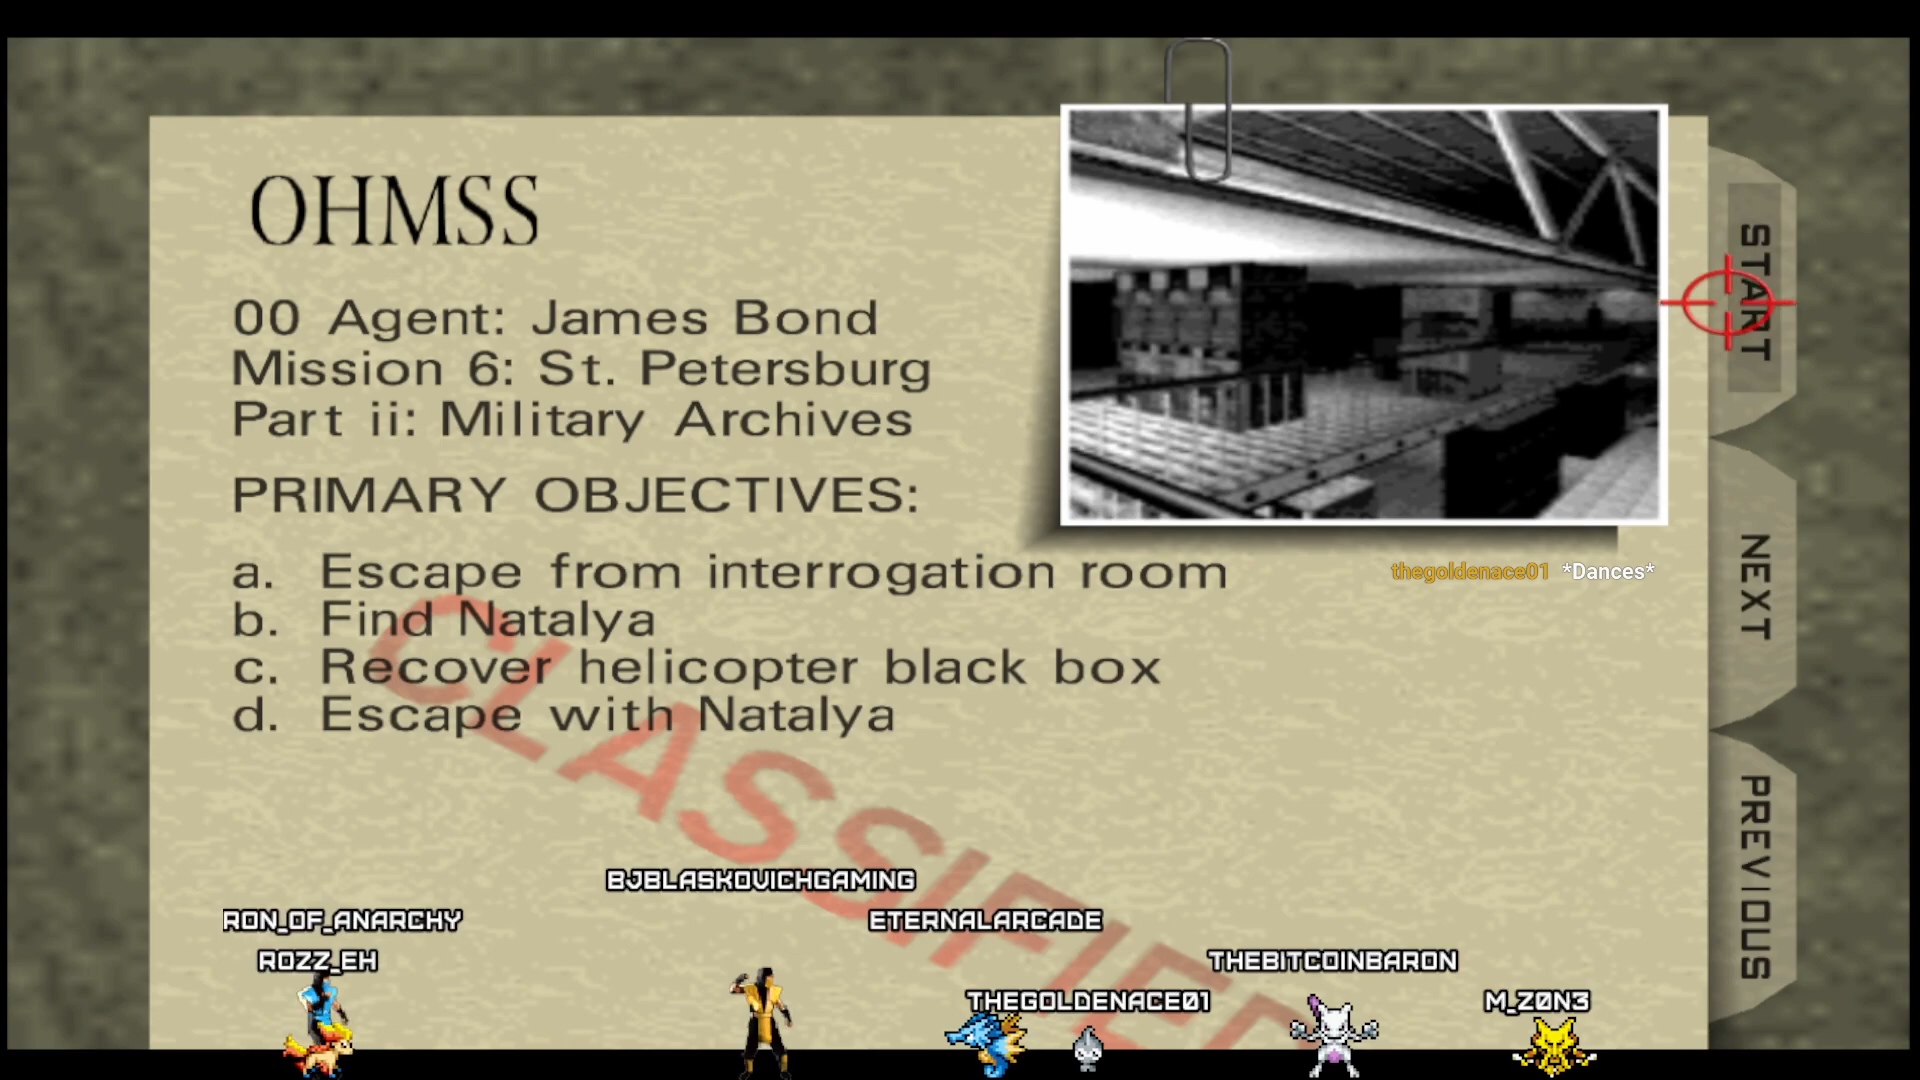 OHMSS
00 Agent: James Bond
Mission 6: St. Petersburg
Part ii: Military Archives
PRIMARY OBJECTIVES:
a. Escape from interrogation room
b. Find Natalya
c. Recover helicopter black box
d. Escape with Natalya
CLASSIFIED
START
NEXT
PREVIOUS
thegoldenace01 *Dances*
BJBLASKOVICHGAMING
RON_OF_ANARCHY
ETERNALARCADE
ROZZ_EH
THEBITCOINBARON
THEGOLDENACE01
M_Z0N3